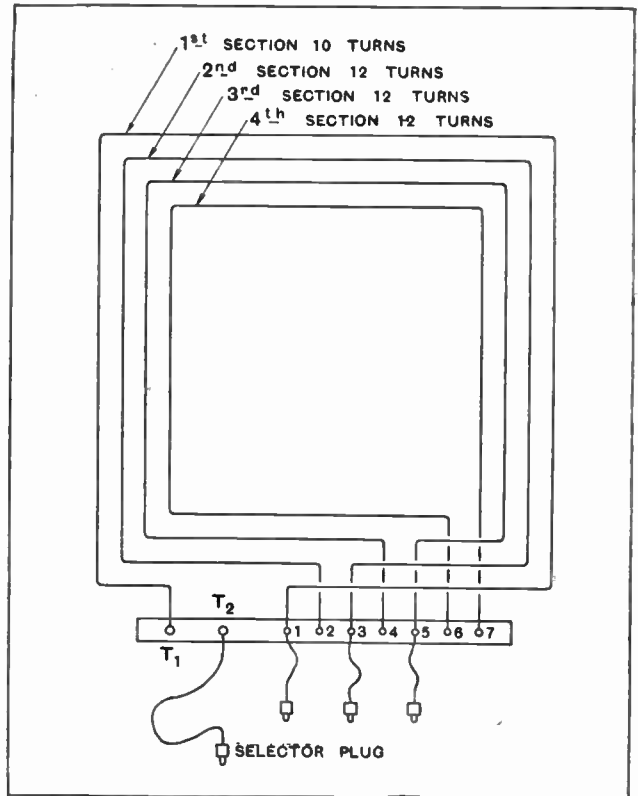 1st SECTION 10 TURNS
2nd SECTION 12 TURNS
3rd SECTION 12 TURNS
4th SECTION 12 TURNS
T2
T1
1 2 3 4 5 6 7
SELECTOR PLUG